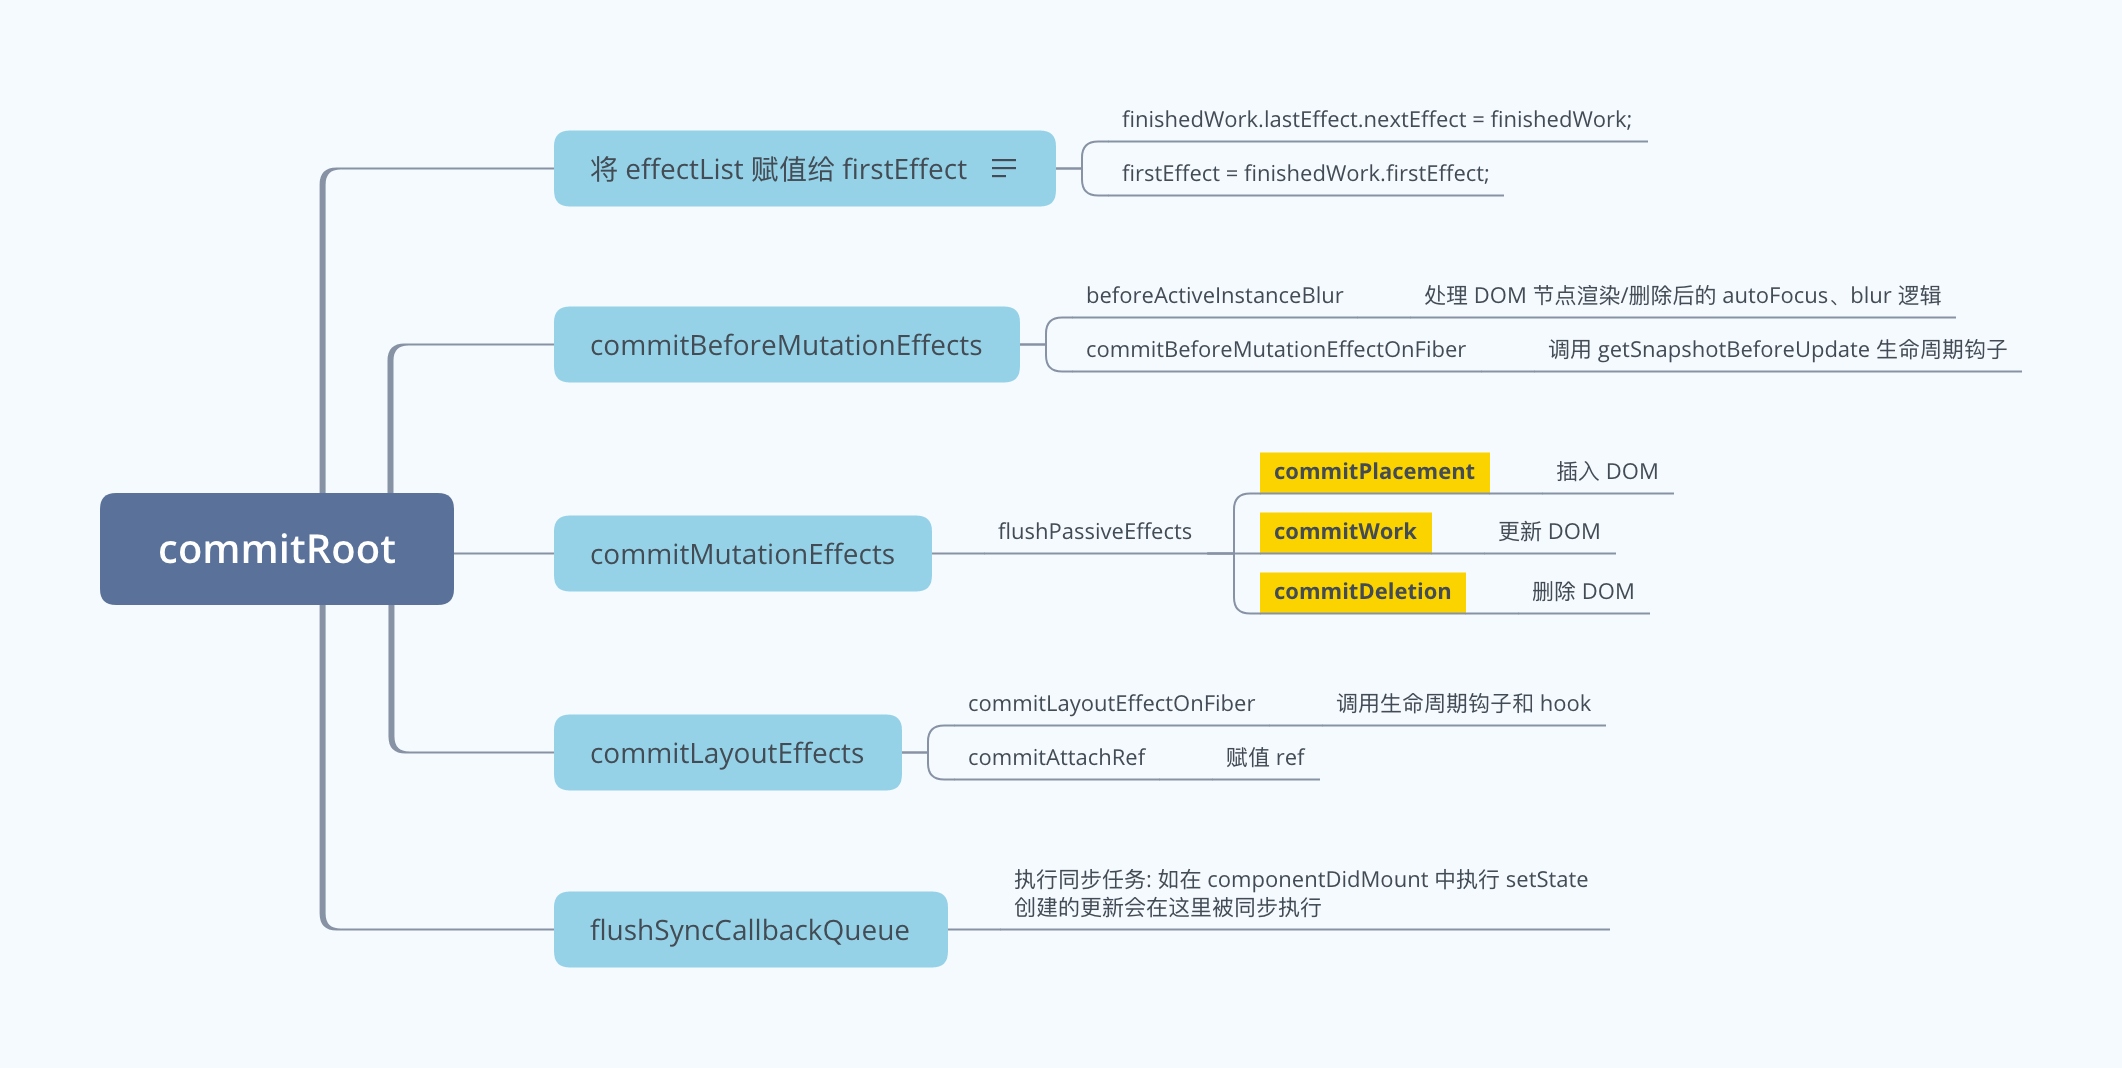 commitRoot
将 effectList 赋值给 firstEffect
finishedWork.lastEffect.nextEffect = finishedWork;
firstEffect = finishedWork.firstEffect;
commitBeforeMutationEffects
beforeActiveInstanceBlur
处理 DOM 节点渲染/删除后的 autoFocus、blur 逻辑
commitBeforeMutationEffectOnFiber
调用 getSnapshotBeforeUpdate 生命周期钩子
commitMutationEffects
flushPassiveEffects
commitPlacement
插入 DOM
commitWork
更新 DOM
commitDeletion
删除 DOM
commitLayoutEffects
commitLayoutEffectOnFiber
调用生命周期钩子和 hook
commitAttachRef
赋值 ref
flushSyncCallbackQueue
执行同步任务: 如在 componentDidMount 中执行 setState
创建的更新会在这里被同步执行